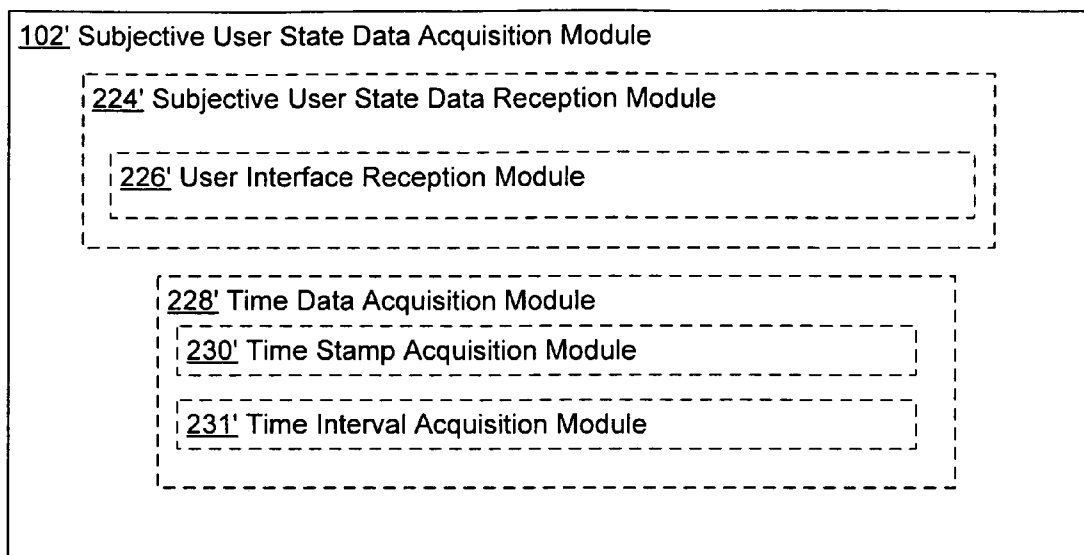 102' Subjective User State Data Acquisition Module
224' Subjective User State Data Reception Module
226' User Interface Reception Module
228' Time Data Acquisition Module
230' Time Stamp Acquisition Module
231' Time Interval Acquisition Module